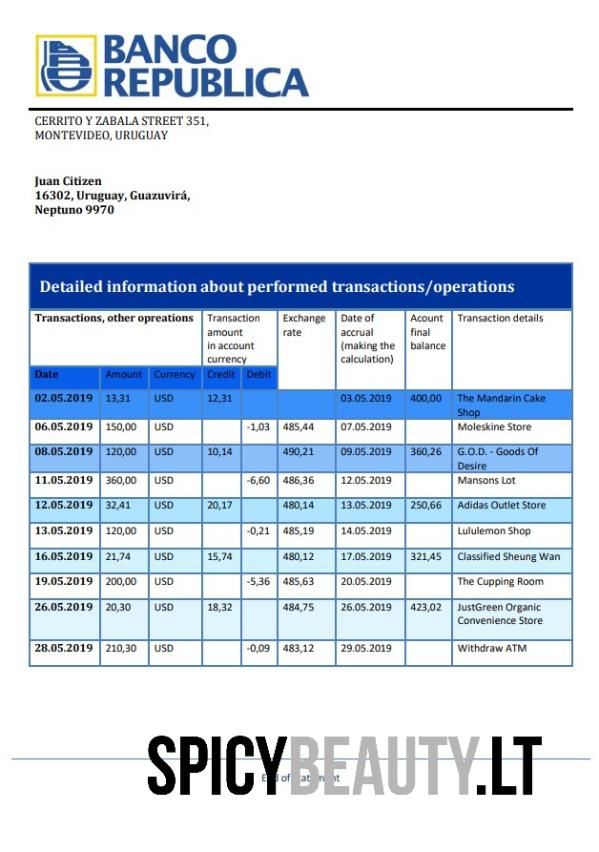 BANCO
REPUBLICA
CERRITO Y ZABALA STREET 351,
MONTEVIDEO, URUGUAY
Juan Citizen
16302, Uruguay, Guazuvirá,
Neptuno 9970
Detailed information about performed transactions/operations
Transactions, other opreations Transaction amount in account currency Exchange rate Date of accrual (making the calculation) Acount final balance Transaction details
Date Amount Currency Credit Debit
02.05.2019 13,31 USD 12,31 03.05.2019 400,00 The Mandarin Cake
Shop
06.05.2019 150,00 USD -1,03 485,44 07.05.2019 Moleskine Store
08.05.2019 120,00 USD 10,14 490,21 09.05.2019 360,26 G.O.D. - Goods Of
Desire
11.05.2019 360,00 USD -6,60 486,36 12.05.2019 Mansons Lot
12.05.2019 32,41 USD 20,17 480,14 13.05.2019 250,66 Adidas Outlet Store
13.05.2019 120,00 USD -0,21 485,19 14.05.2019 Lululemon Shop
16.05.2019 21,74 USD 15,74 480,12 17.05.2019 321,45 Classified Sheung Wan
19.05.2019 200,00 USD -5,36 485,63 20.05.2019 The Cupping Room
26.05.2019 20,30 USD 18,32 484,75 26.05.2019 423,02 JustGreen Organic
Convenience Store
28.05.2019 210,30 USD -0,09 483,12 29.05.2019 Withdraw ATM
SPICYBEAUTY.LT